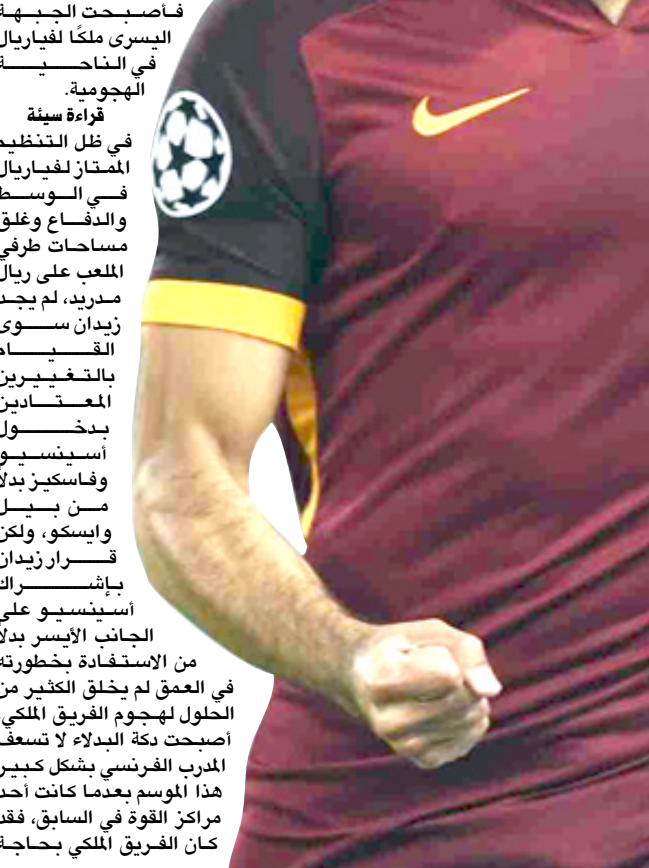 فأصبحت الجبهة
اليسرى ملكًا لفياريال
في الناحية
الهجومية.
قراءة سيئة
في ظل التنظيم
الممتاز لفياريال
في الوسط
والدفاع وغلق
مساحات طرفي
الملعب على ريال
مدريد، لم يجد
زيدان سوى
القيام
بالتغييرين
المعتادين
بدخول
أسينسيو
وفاسكيز بدلاً
من بيل
وايسكو، ولكن
قرار زيدان
بإشراك
أسينسيو على
الجانب الأيسر بدلاً
من الاستفادة بخطورته
في العمق لم يخلق الكثير من
الحلول لهجوم الفريق الملكي.
أصبحت دكة البدلاء لا تسعف
المدرب الفرنسي بشكل كبير
هذا الموسم بعدما كانت أحد
مراكز القوة في السابق، فقد
كان الفريق الملكي بحاجة